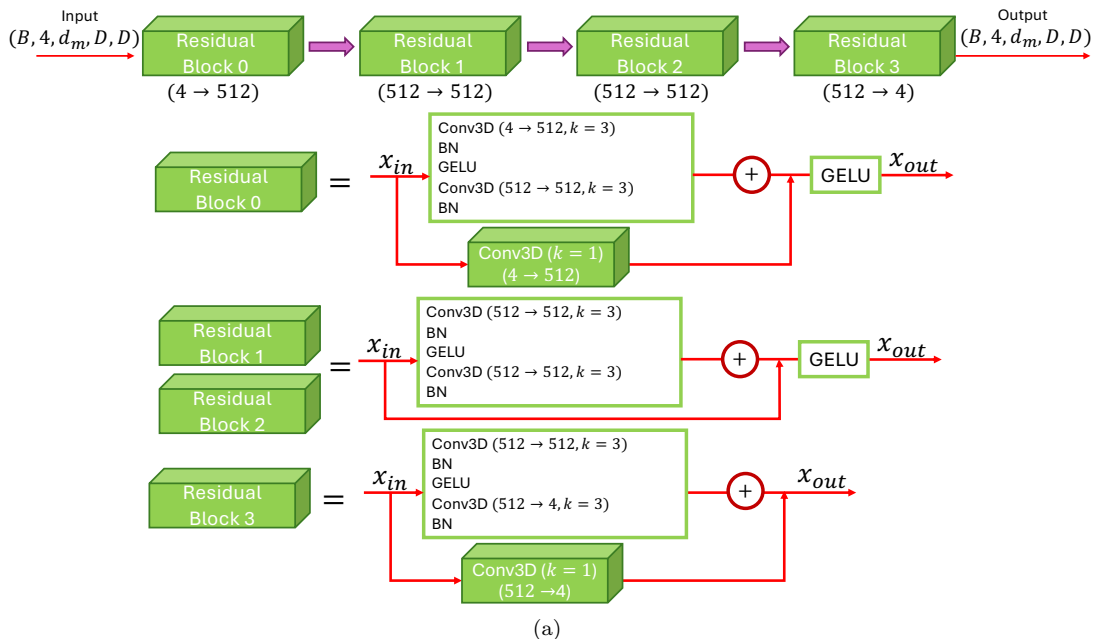 Input
(B, 4, d_m, D, D)
Residual
Block 0
(4 → 512)
Residual
Block 1
(512 → 512)
Residual
Block 2
(512 → 512)
Residual
Block 3
(512 → 4)
Output
(B, 4, d_m, D, D)
Residual
Block 0
=
x_in
Conv3D (4 → 512, k = 3)
BN
GELU
Conv3D (512 → 512, k = 3)
BN
+
GELU
x_out
Conv3D (k = 1)
(4 → 512)
Residual
Block 1
Residual
Block 2
=
x_in
Conv3D (512 → 512, k = 3)
BN
GELU
Conv3D (512 → 512, k = 3)
BN
+
GELU
x_out
Residual
Block 3
=
x_in
Conv3D (512 → 512, k = 3)
BN
GELU
Conv3D (512 → 4, k = 3)
BN
+
x_out
Conv3D (k = 1)
(512 →4)
(a)